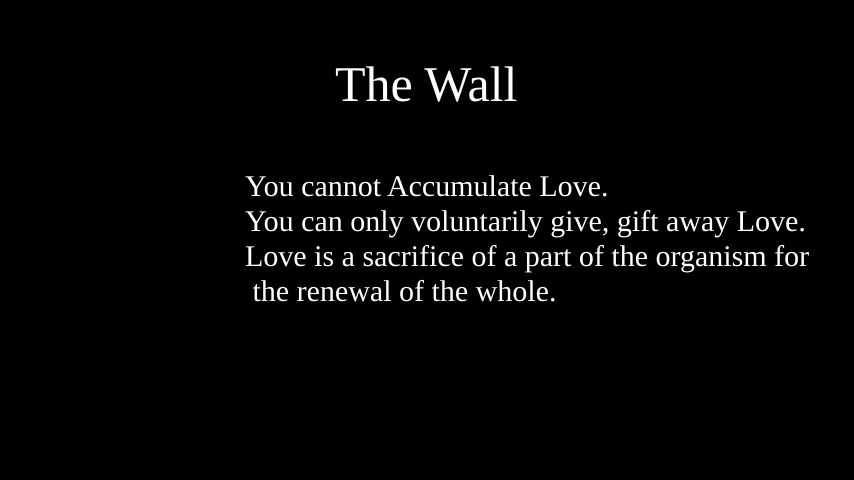 The Wall
You cannot Accumulate Love.
You can only voluntarily give, gift away Love.
Love is a sacrifice of a part of the organism for
the renewal of the whole.